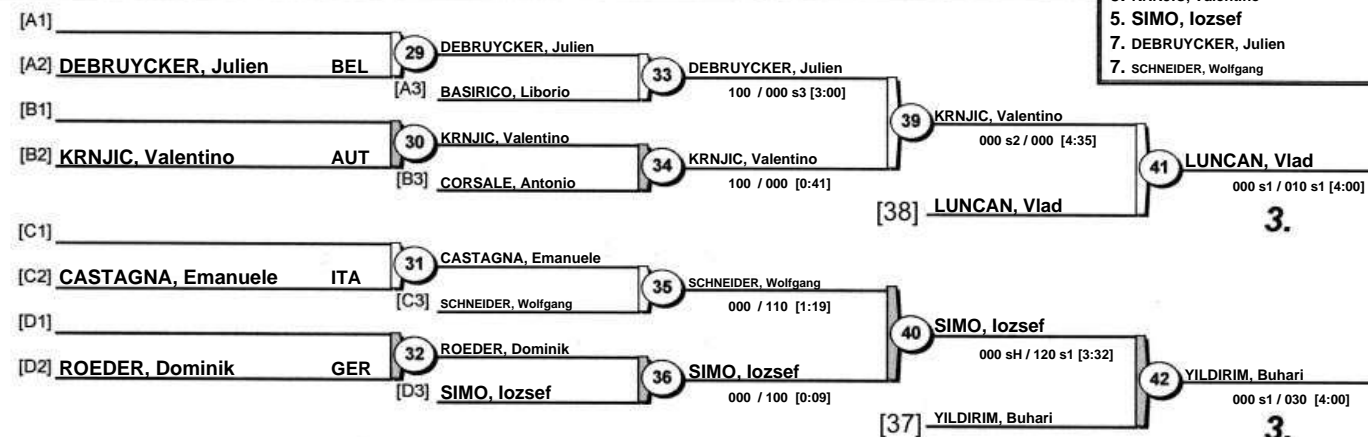 5. SIMO, Iozsef
7. DEBRUYCKER, Julien
7. SCHNEIDER, Wolfgang
[A1]
[A2] DEBRUYCKER, Julien BEL
29
DEBRUYCKER, Julien
[A3] BASIRICO, Liborio
33
DEBRUYCKER, Julien
100 / 000 s3 [3:00]
[B1]
[B2] KRNJIC, Valentino AUT
30
KRNJIC, Valentino
[B3] CORSALE, Antonio
34
KRNJIC, Valentino
100 / 000 [0:41]
39
KRNJIC, Valentino
000 s2 / 000 [4:35]
[38] LUNCAN, Vlad
41
LUNCAN, Vlad
000 s1 / 010 s1 [4:00]
3.
[C1]
[C2] CASTAGNA, Emanuele ITA
31
CASTAGNA, Emanuele
[C3] SCHNEIDER, Wolfgang
35
SCHNEIDER, Wolfgang
000 / 110 [1:19]
[D1]
[D2] ROEDER, Dominik GER
32
ROEDER, Dominik
[D3] SIMO, Iozsef
36
SIMO, Iozsef
000 / 100 [0:09]
40
SIMO, Iozsef
000 sH / 120 s1 [3:32]
[37] YILDIRIM, Buhari
42
YILDIRIM, Buhari
000 s1 / 030 [4:00]
3.